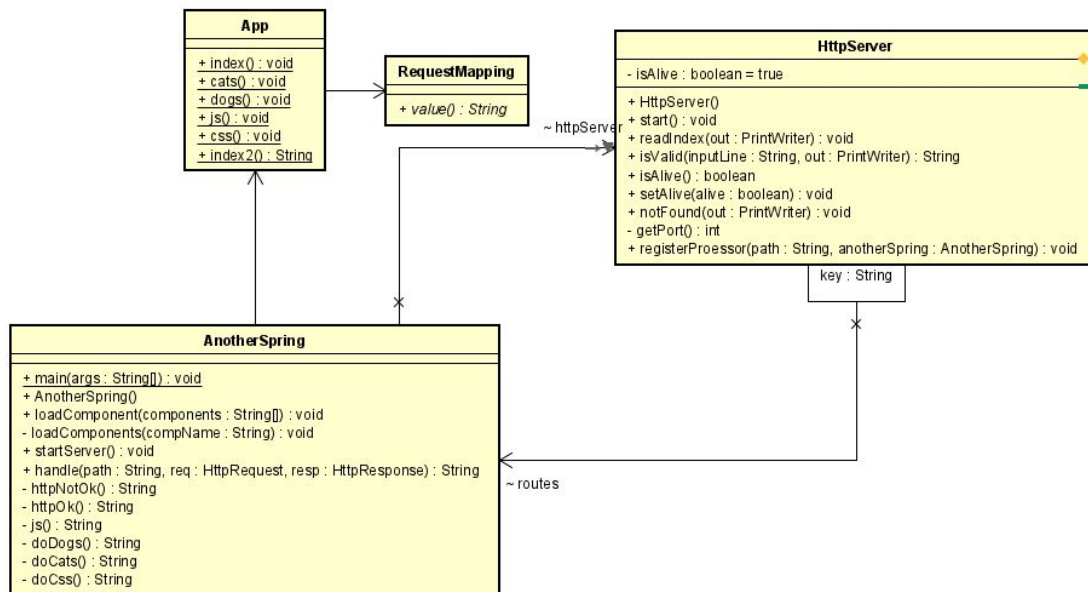 App
+ index() : void
+ cats() : void
+ dogs() : void
+ js() : void
+ css() : void
+ index2() : String
RequestMapping
+ value() : String
HttpServer
- isAlive : boolean = true
+ HttpServer()
+ start() : void
+ readIndex(out : PrintWriter) : void
+ isValid(inputLine : String, out : PrintWriter) : String
+ isAlive() : boolean
+ setAlive(alive : boolean) : void
+ notFound(out : PrintWriter) : void
- getPort() : int
+ registerProessor(path : String, anotherSpring : AnotherSpring) : void
~ httpServer
key : String
AnotherSpring
+ main(args : String[]) : void
+ AnotherSpring()
+ loadComponent(components : String[]) : void
- loadComponents(compName : String) : void
+ startServer() : void
+ handle(path : String, req : HttpRequest, resp : HttpResponse) : String
- httpNotOk() : String
- httpOk() : String
- js() : String
- doDogs() : String
- doCats() : String
- doCss() : String
~ routes